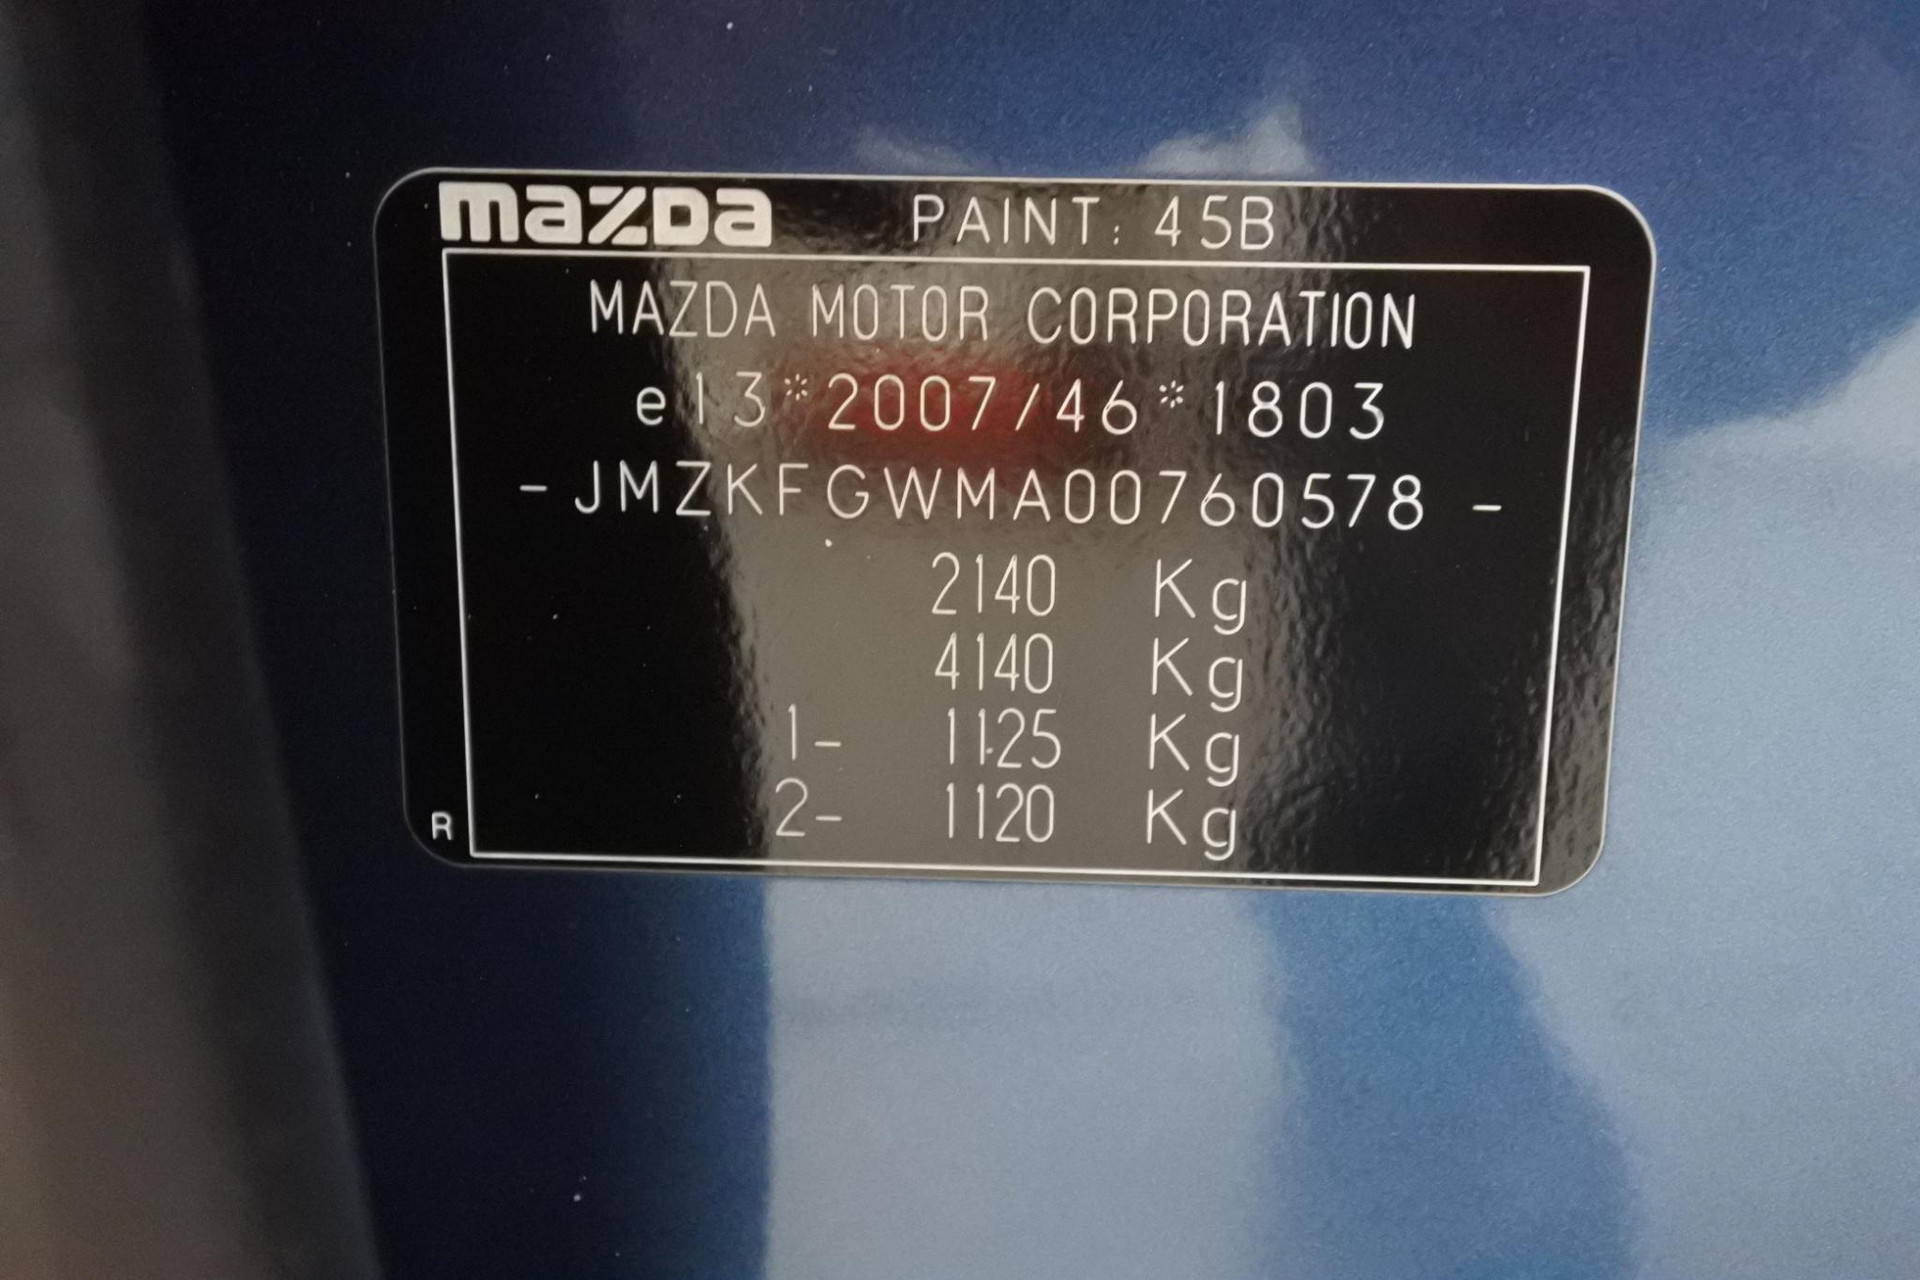 mazda PAINT: 45B
MAZDA MOTOR CORPORATION
e13*2007/46*1803
-JMZKFGWMA00760578-
2140 Kg
4140 Kg
1- 1125 Kg
2- 1120 Kg
R